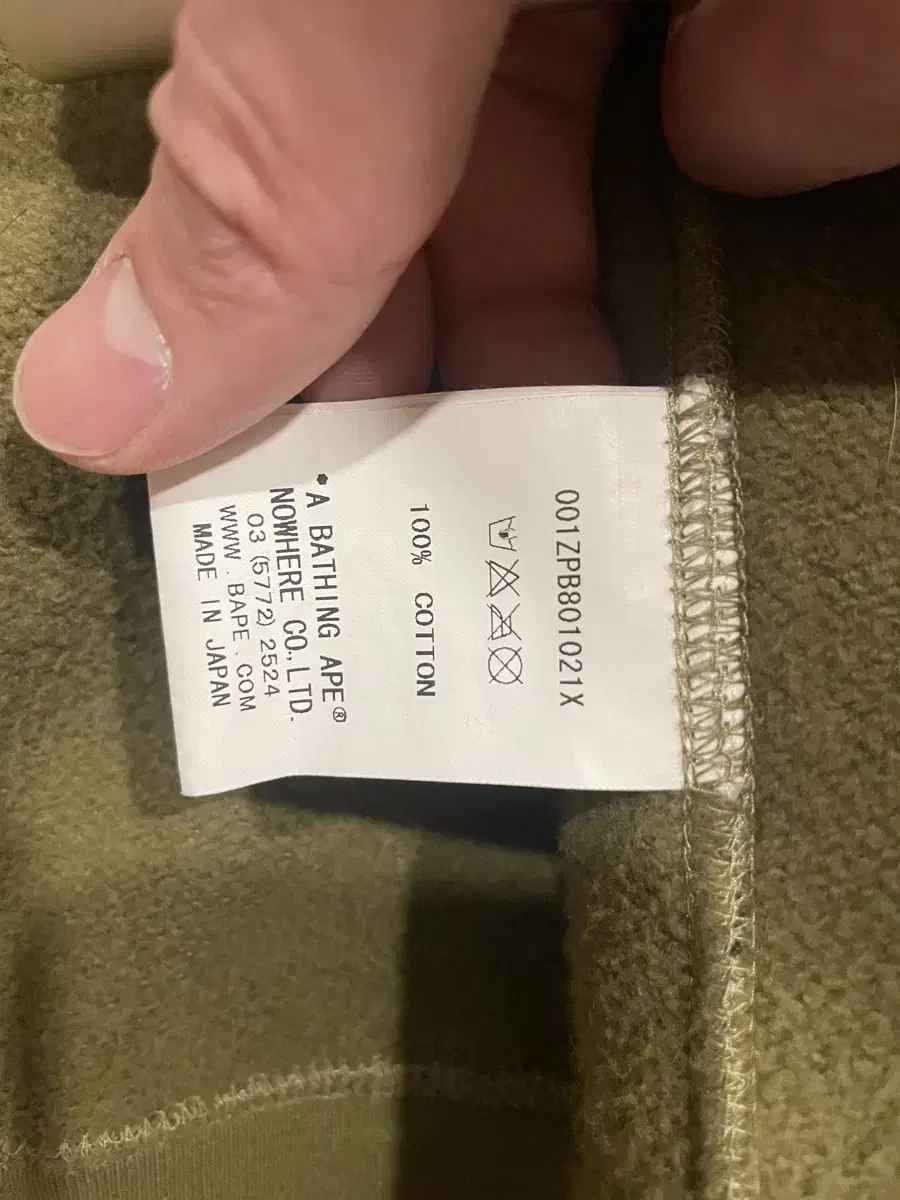 001ZPB801021X
100% COTTON
• A BATHING APE®
NOWHERE CO.,LTD.
03 (5772) 2524
WWW.BAPE.COM
MADE IN JAPAN